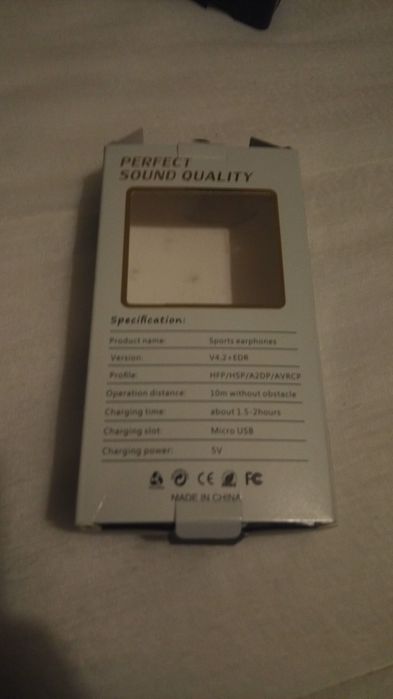 PERFECT
SOUND QUALITY
Specification:
Product name: Sports earphones
Version: V4.2+EDR
Profile: HFP/HSP/A2DP/AVRCP
Operation distance: 10m without obstacle
Charging time: about 1.5-2hours
Charging slot: Micro USB
Charging power: 5V
CE FC
MADE IN CHINA